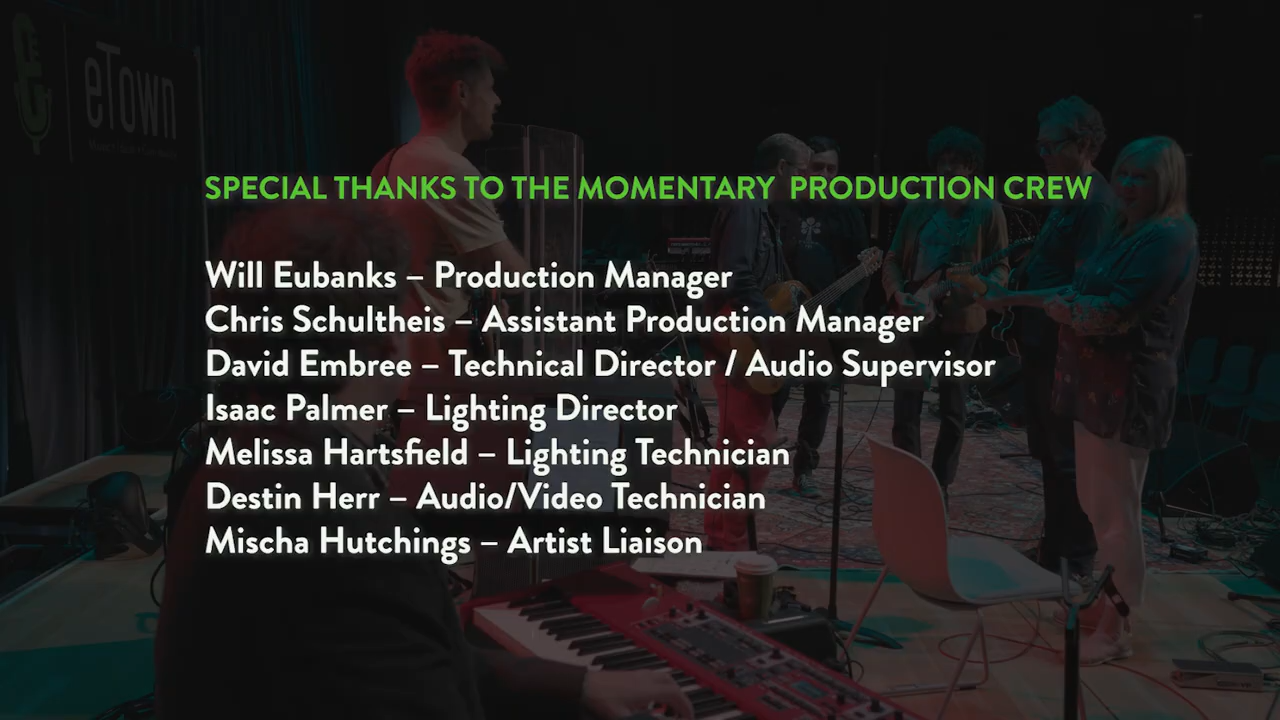 eTown
SPECIAL THANKS TO THE MOMENTARY PRODUCTION CREW
Will Eubanks – Production Manager
Chris Schultheis – Assistant Production Manager
David Embree – Technical Director / Audio Supervisor
Isaac Palmer – Lighting Director
Melissa Hartsfield – Lighting Technician
Destin Herr – Audio/Video Technician
Mischa Hutchings – Artist Liaison